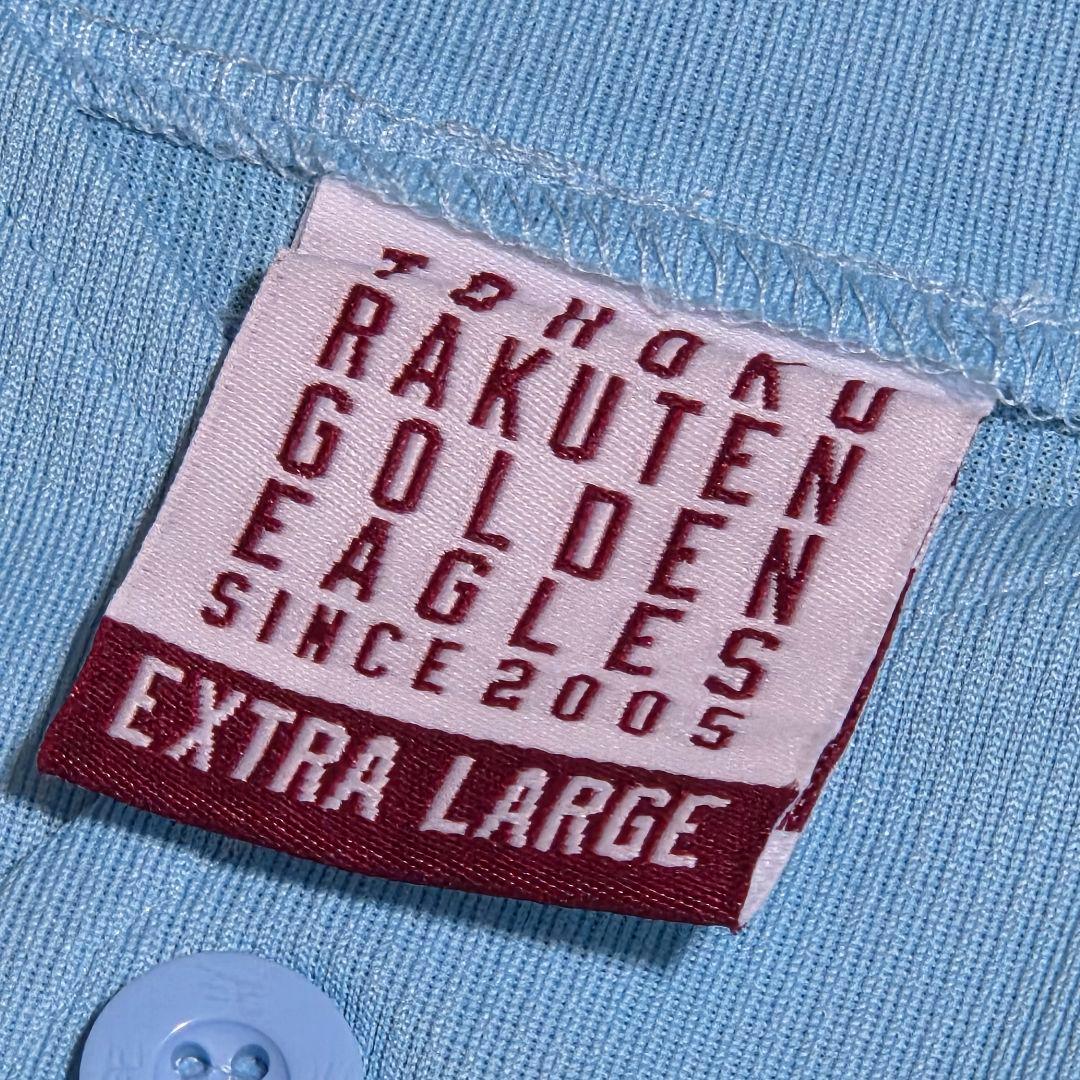 TOHOKU
RAKUTEN
GOLDEN
EAGLES
SINCE 2005
EXTRA LARGE